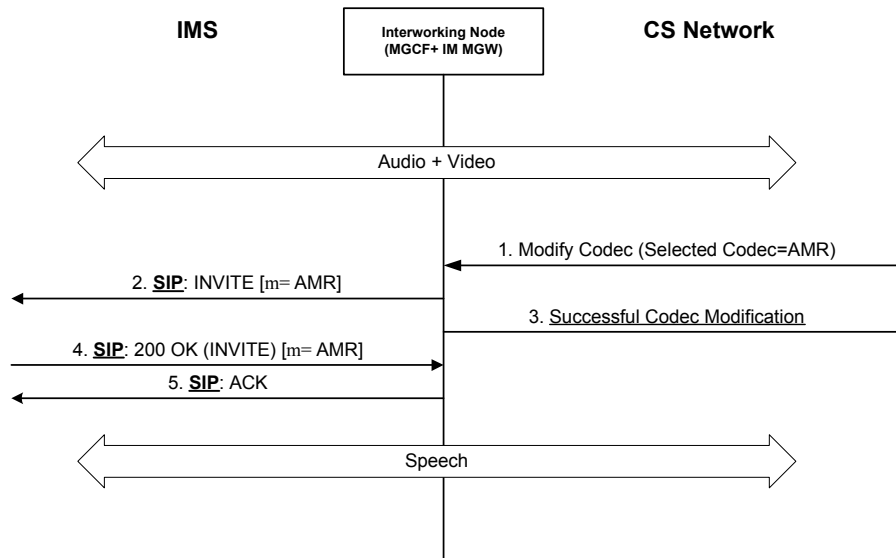 IMS
Interworking Node
(MGCF+ IM MGW)
CS Network
Audio + Video
1. Modify Codec (Selected Codec=AMR)
2. SIP: INVITE [m= AMR]
3. Successful Codec Modification
4. SIP: 200 OK (INVITE) [m= AMR]
5. SIP: ACK
Speech